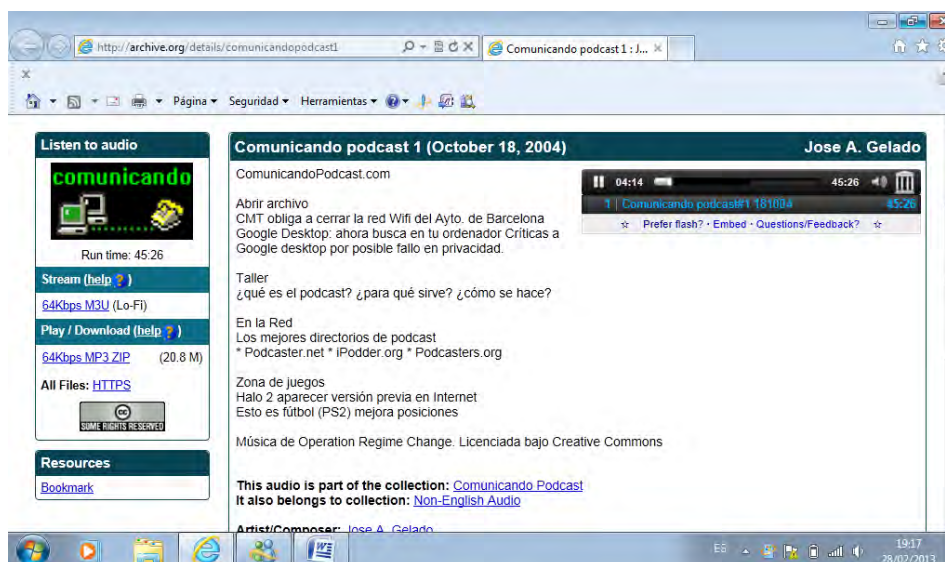 http://archive.org/details/comunicandopodcast1
Comunicando podcast 1 : J...
Página
Seguridad
Herramientas
Listen to audio
comunicando
Run time: 45:26
Stream (help ? )
64Kbps M3U (Lo-Fi)
Play / Download (help ? )
64Kbps MP3 ZIP (20.8 M)
All Files: HTTPS
cc
SOME RIGHTS RESERVED
Resources
Bookmark
Comunicando podcast 1 (October 18, 2004) Jose A. Gelado
ComunicandoPodcast.com
04:14 45:26
1 | Comunicando podcast#1 181004 45:26
Prefer flash? · Embed · Questions/Feedback?
Abrir archivo
CMT obliga a cerrar la red Wifi del Ayto. de Barcelona
Google Desktop: ahora busca en tu ordenador Críticas a
Google desktop por posible fallo en privacidad.
Taller
¿qué es el podcast? ¿para qué sirve? ¿cómo se hace?
En la Red
Los mejores directorios de podcast
* Podcaster.net * iPodder.org * Podcasters.org
Zona de juegos
Halo 2 aparecer versión previa en Internet
Esto es fútbol (PS2) mejora posiciones
Música de Operation Regime Change. Licenciada bajo Creative Commons
This audio is part of the collection: Comunicando Podcast
It also belongs to collection: Non-English Audio
Artist/Composer: Jose A. Gelado
ES
19:17
28/02/2013